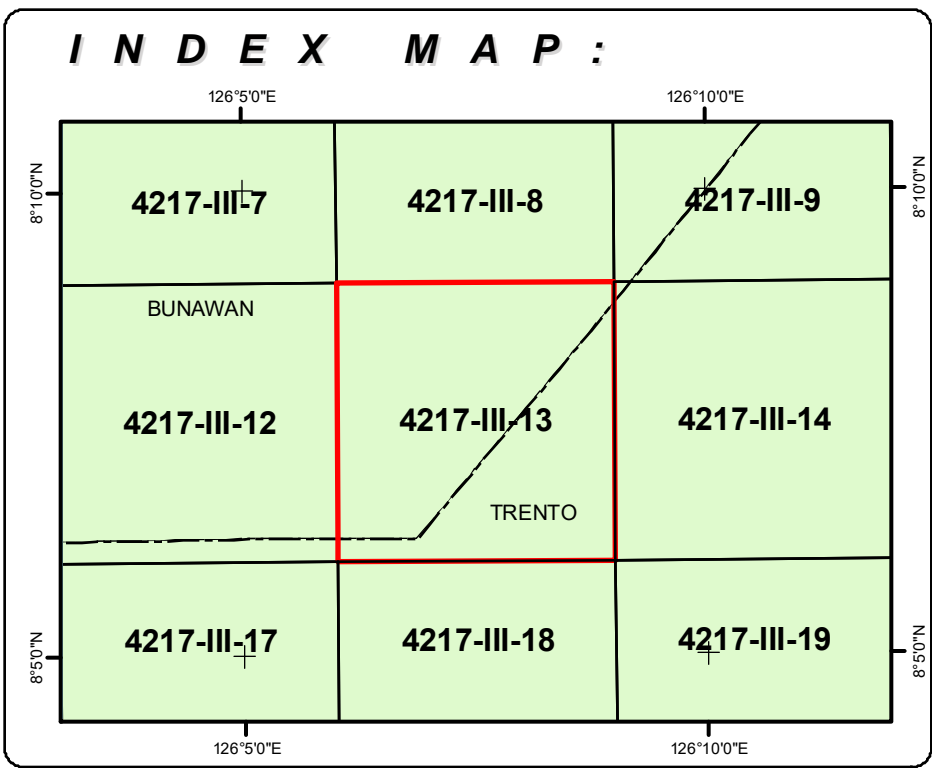 INDEX MAP:
126°5'0"E 126°10'0"E
8°10'0"N 8°10'0"N
4217-III-7 4217-III-8 4217-III-9
BUNAWAN
4217-III-12 4217-III-13 4217-III-14
TRENTO
4217-III-17 4217-III-18 4217-III-19
8°5'0"N 8°5'0"N
126°5'0"E 126°10'0"E